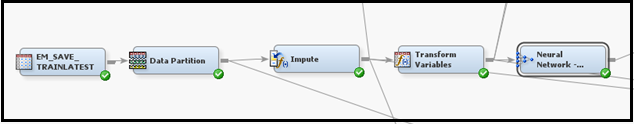 EM_SAVE_
TRAINLATEST
Data Partition
Impute
Transform
Variables
Neural
Network -...